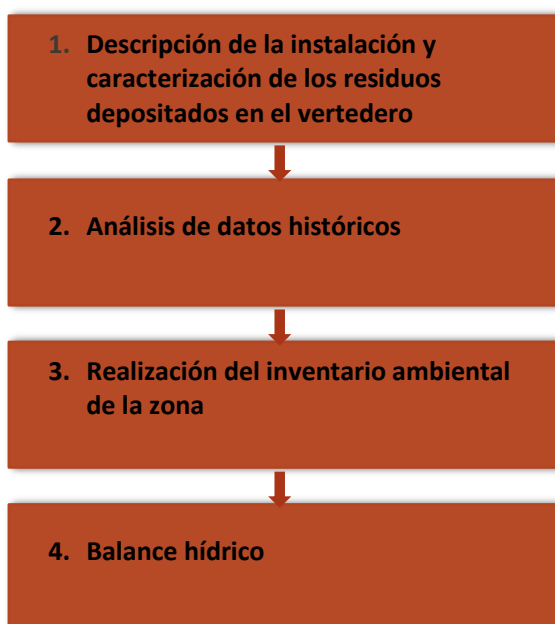 1. Descripción de la instalación y
caracterización de los residuos
depositados en el vertedero
2. Análisis de datos históricos
3. Realización del inventario ambiental
de la zona
4. Balance hídrico